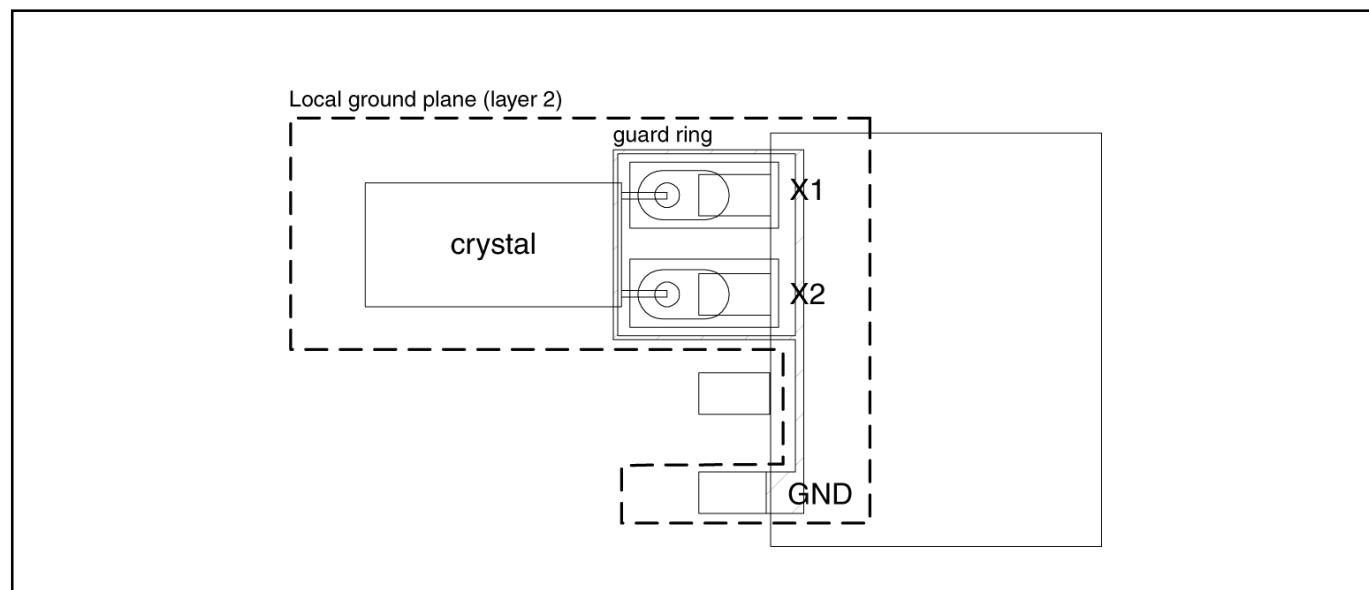 Local ground plane (layer 2)
guard ring
X1
crystal
X2
GND